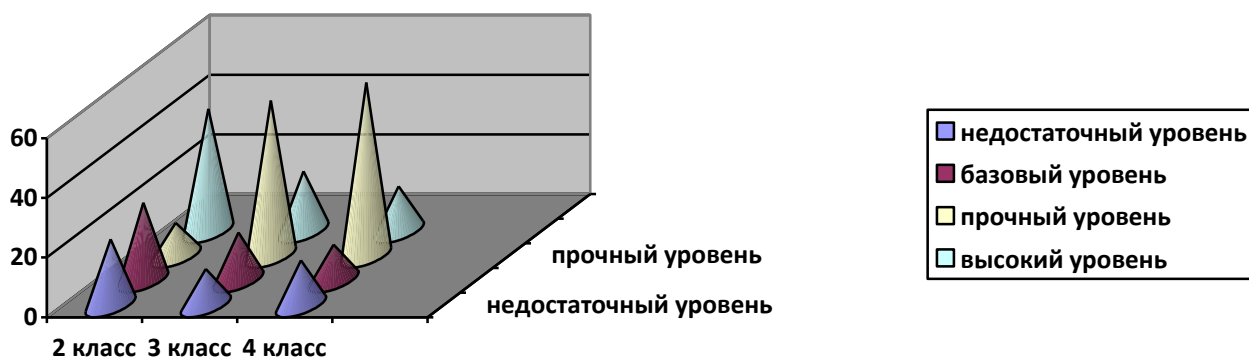 60
40
20
0
2 класс 3 класс 4 класс
прочный уровень
недостаточный уровень
недостаточный уровень
базовый уровень
прочный уровень
высокий уровень